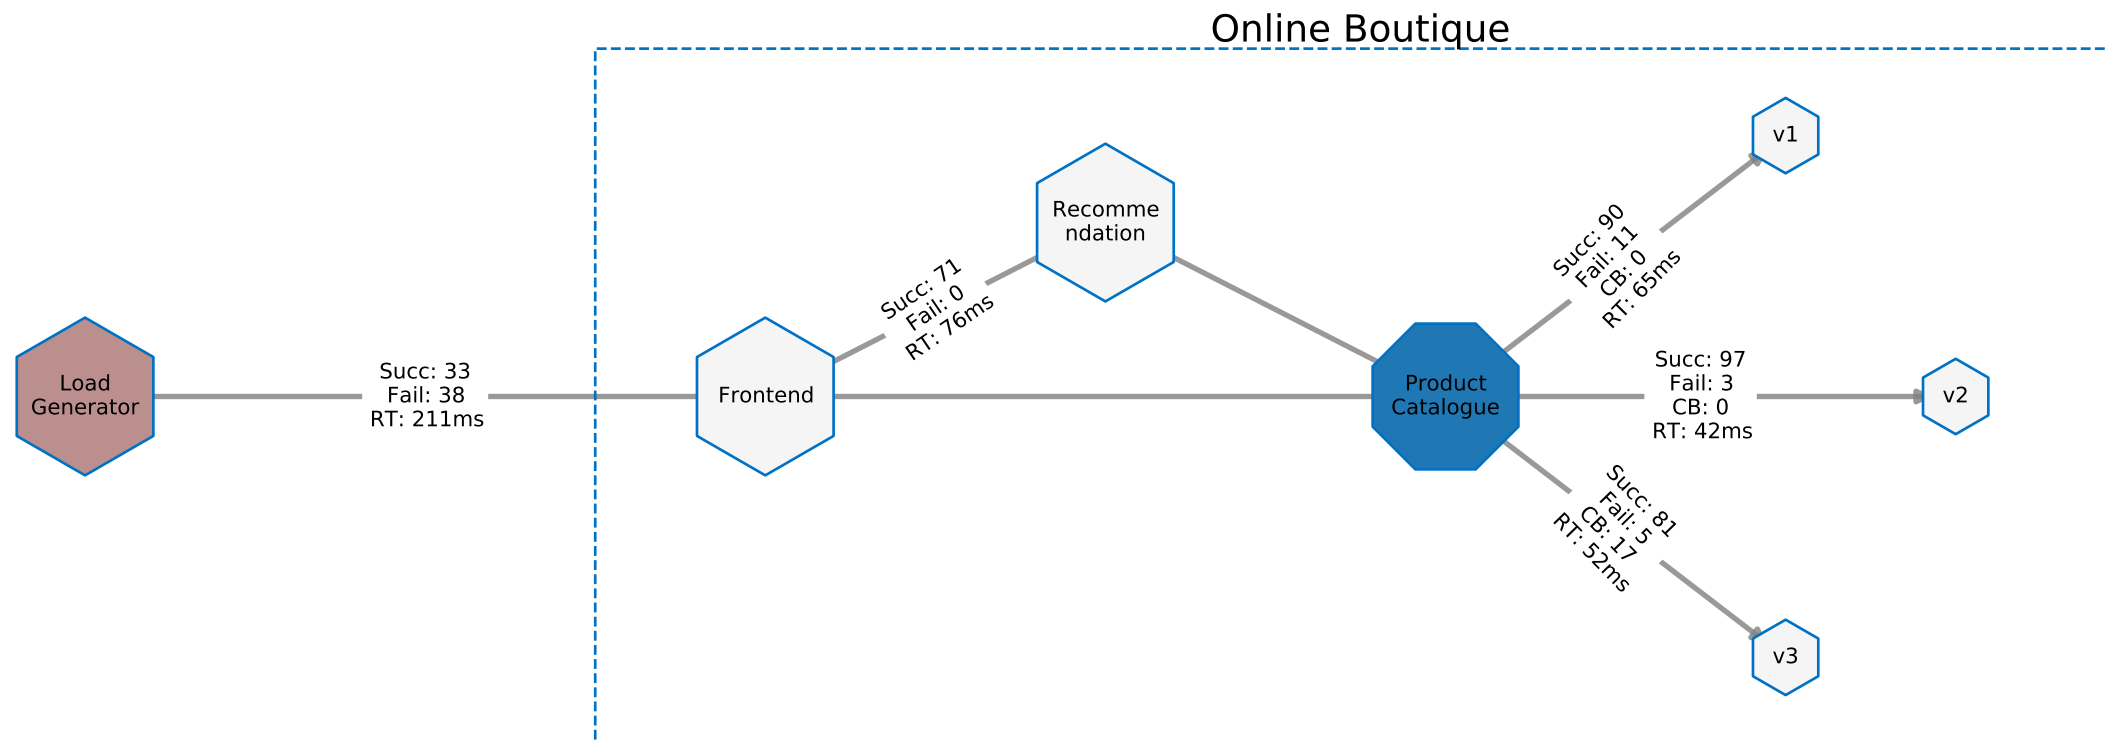 Online Boutique
Load
Generator
Succ: 33
Fail: 38
RT: 211ms
Frontend
Succ: 71
Fail: 0
RT: 76ms
Recomme
ndation
Product
Catalogue
Succ: 90
Fail: 11
CB: 0
RT: 65ms
v1
Succ: 97
Fail: 3
CB: 0
RT: 42ms
v2
Succ: 81
Fail: 5
CB: 17
RT: 52ms
v3